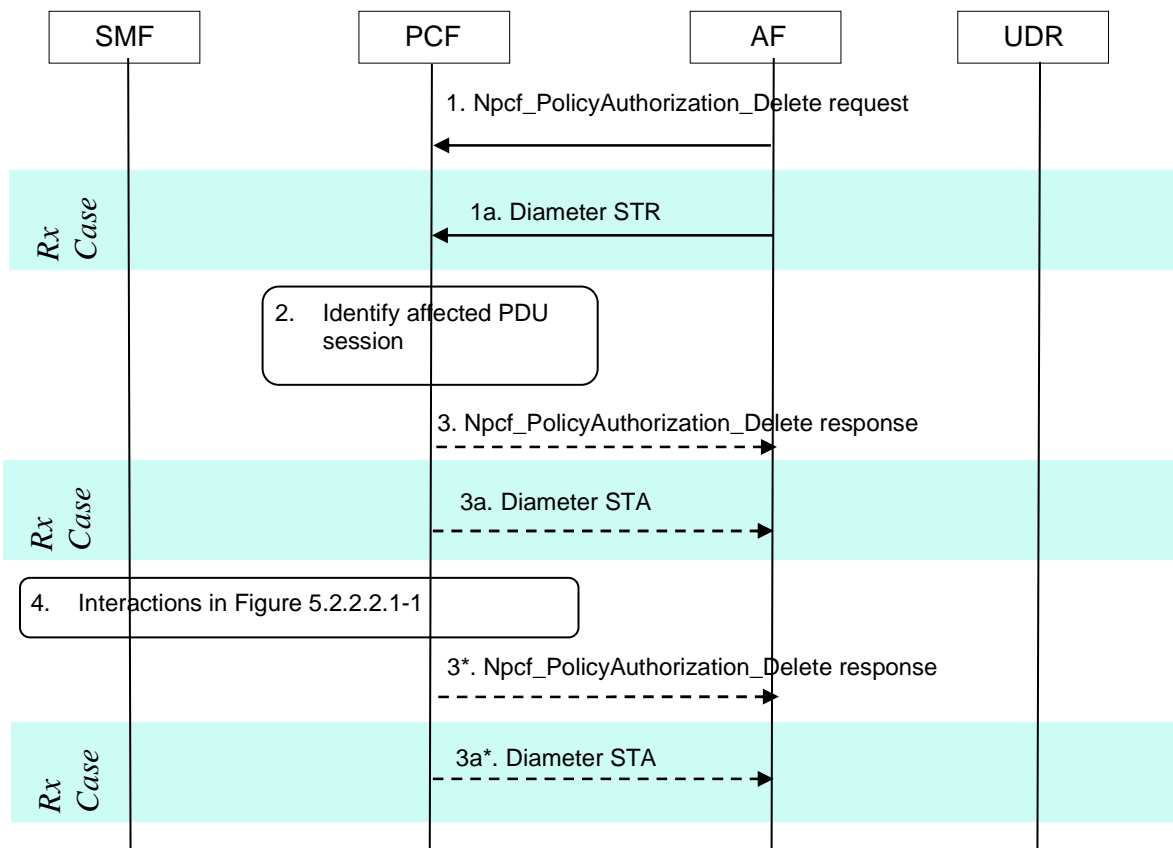 SMF
PCF
AF
UDR
1. Npcf_PolicyAuthorization_Delete request
Rx
Case
1a. Diameter STR
2. Identify affected PDU
session
3. Npcf_PolicyAuthorization_Delete response
Rx
Case
3a. Diameter STA
4. Interactions in Figure 5.2.2.2.1-1
3*. Npcf_PolicyAuthorization_Delete response
Rx
Case
3a*. Diameter STA